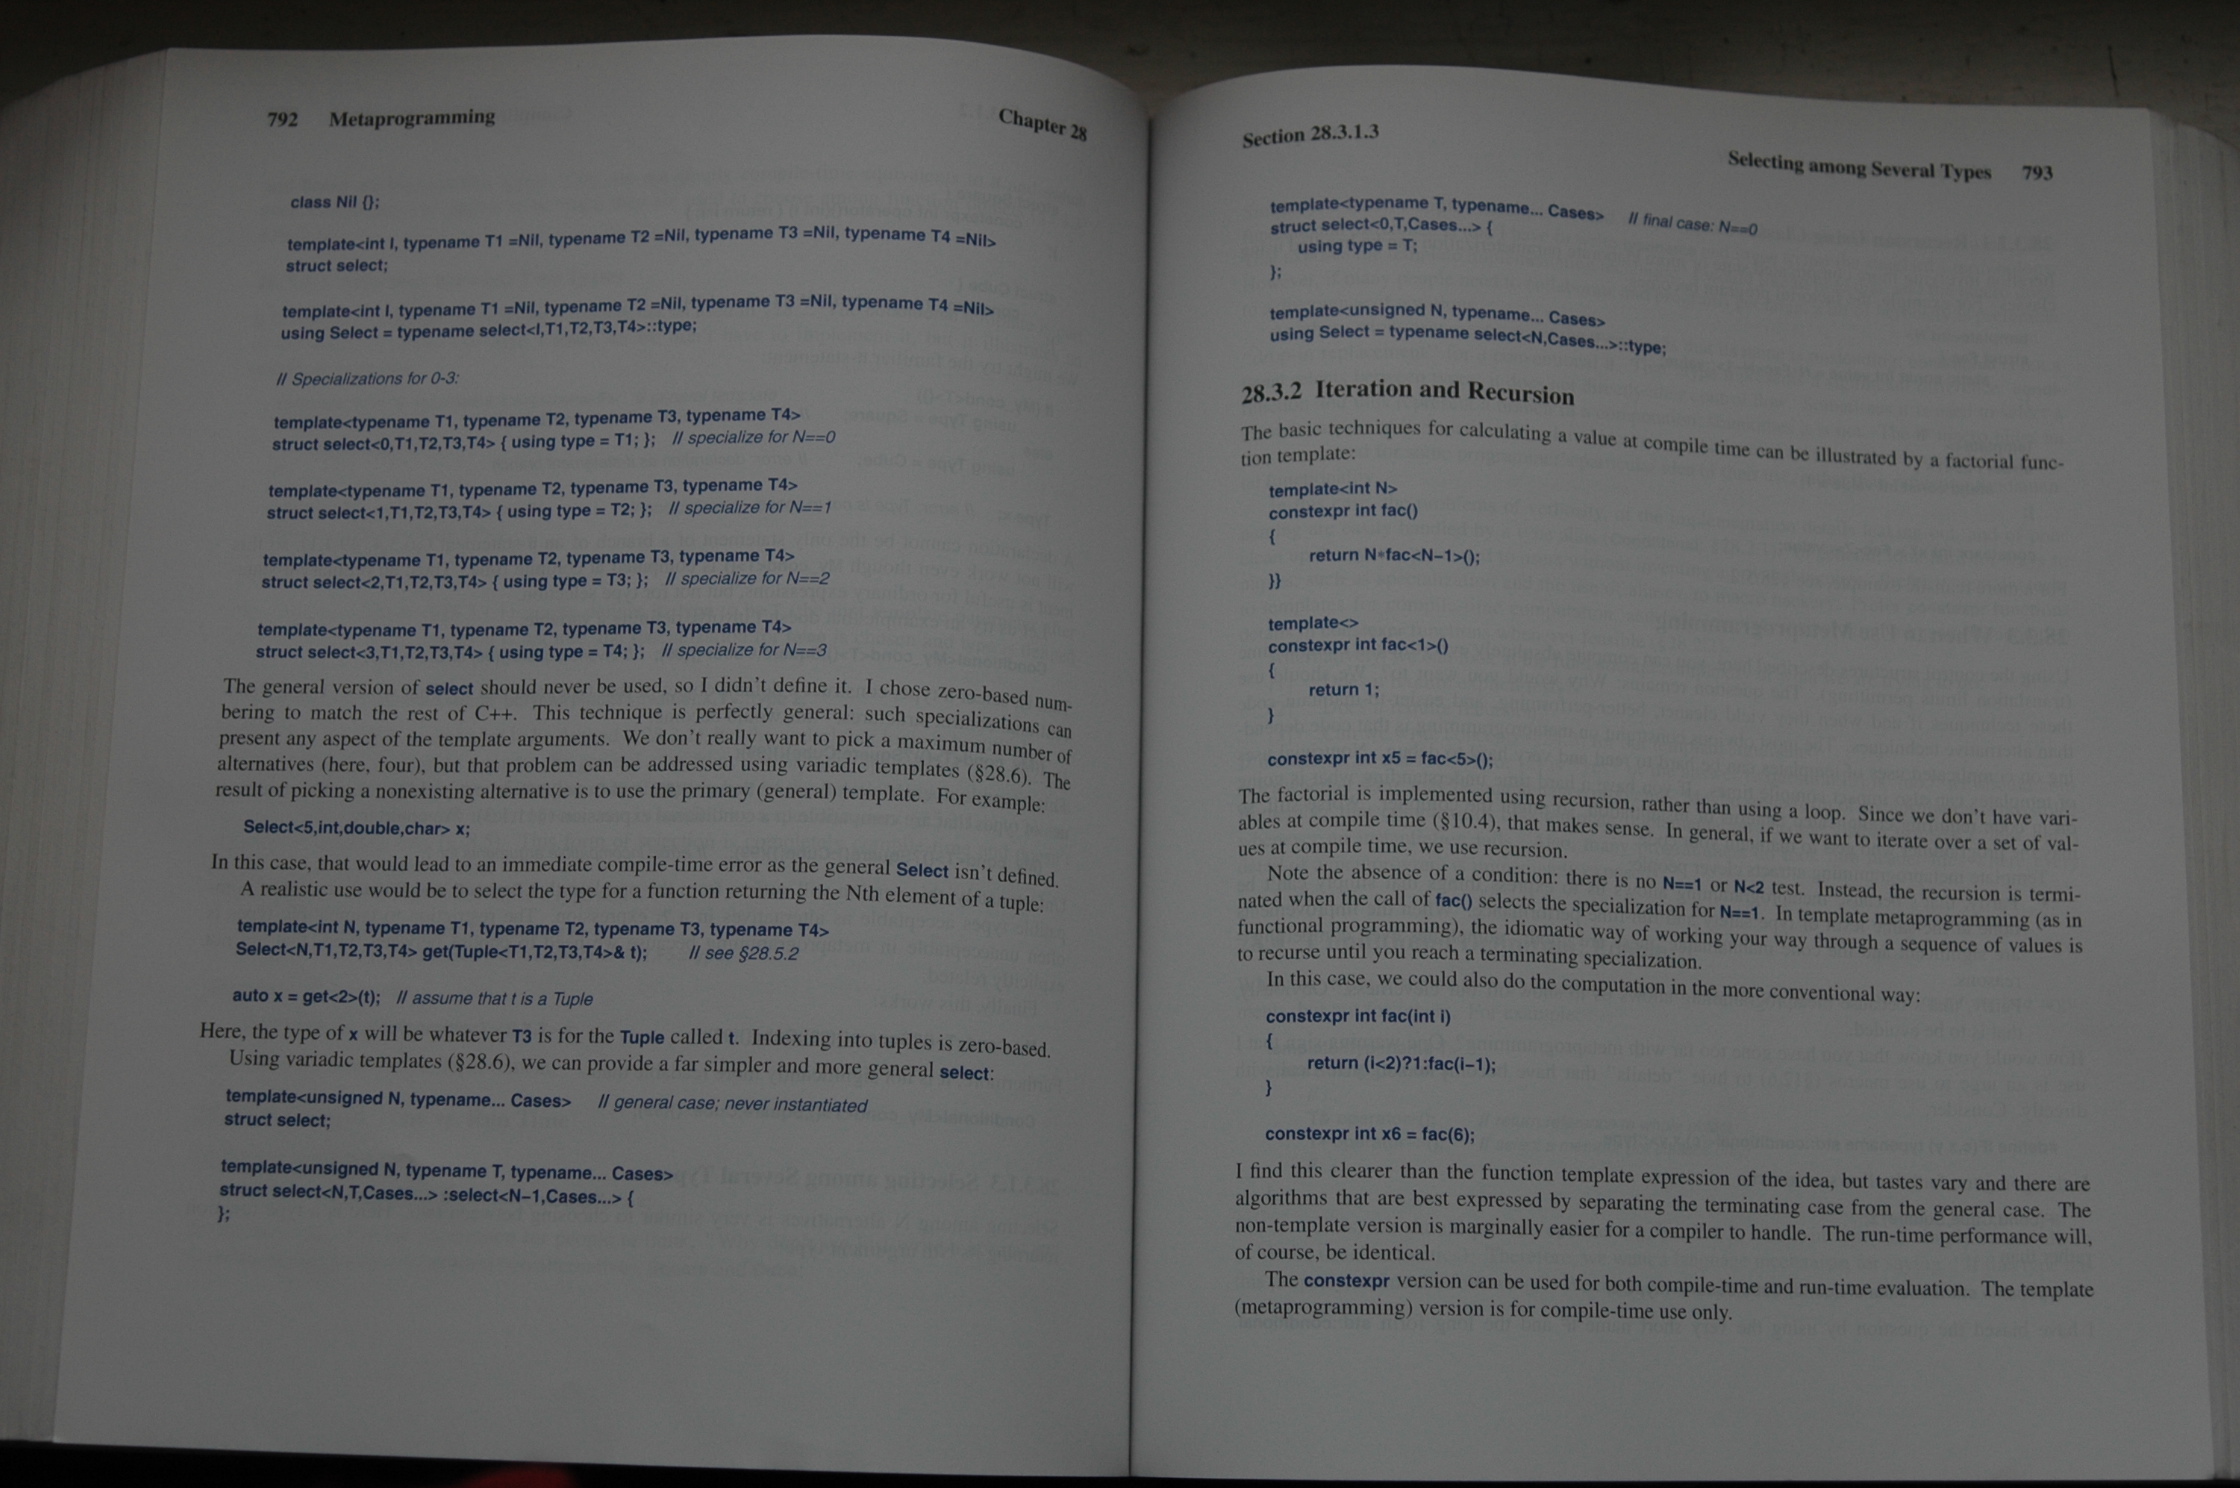 792 Metaprogramming Chapter 28
class Nil {};
template<int I, typename T1 =Nil, typename T2 =Nil, typename T3 =Nil, typename T4 =Nil>
struct select;
template<int I, typename T1 =Nil, typename T2 =Nil, typename T3 =Nil, typename T4 =Nil>
using Select = typename select<I,T1,T2,T3,T4>::type;
// Specializations for 0-3:
template<typename T1, typename T2, typename T3, typename T4>
struct select<0,T1,T2,T3,T4> { using type = T1; }; // specialize for N==0
template<typename T1, typename T2, typename T3, typename T4>
struct select<1,T1,T2,T3,T4> { using type = T2; }; // specialize for N==1
template<typename T1, typename T2, typename T3, typename T4>
struct select<2,T1,T2,T3,T4> { using type = T3; }; // specialize for N==2
template<typename T1, typename T2, typename T3, typename T4>
struct select<3,T1,T2,T3,T4> { using type = T4; }; // specialize for N==3
The general version of select should never be used, so I didn't define it. I chose zero-based num-
bering to match the rest of C++. This technique is perfectly general: such specializations can
present any aspect of the template arguments. We don't really want to pick a maximum number of
alternatives (here, four), but that problem can be addressed using variadic templates (§28.6). The
result of picking a nonexisting alternative is to use the primary (general) template. For example:
Select<5,int,double,char> x;
In this case, that would lead to an immediate compile-time error as the general Select isn't defined.
A realistic use would be to select the type for a function returning the Nth element of a tuple:
template<int N, typename T1, typename T2, typename T3, typename T4>
Select<N,T1,T2,T3,T4> get(Tuple<T1,T2,T3,T4>& t); // see §28.5.2
auto x = get<2>(t); // assume that t is a Tuple
Here, the type of x will be whatever T3 is for the Tuple called t. Indexing into tuples is zero-based.
Using variadic templates (§28.6), we can provide a far simpler and more general select:
template<unsigned N, typename... Cases> // general case; never instantiated
struct select;
template<unsigned N, typename T, typename... Cases>
struct select<N,T,Cases...> :select<N-1,Cases...> {
};
Section 28.3.1.3 Selecting among Several Types 793
template<typename T, typename... Cases> // final case: N==0
struct select<0,T,Cases...> {
using type = T;
};
template<unsigned N, typename... Cases>
using Select = typename select<N,Cases...>::type;
28.3.2 Iteration and Recursion
The basic techniques for calculating a value at compile time can be illustrated by a factorial func-
tion template:
template<int N>
constexpr int fac()
{
return N*fac<N-1>();
}}
template<>
constexpr int fac<1>()
{
return 1;
}
constexpr int x5 = fac<5>();
The factorial is implemented using recursion, rather than using a loop. Since we don't have vari-
ables at compile time (§10.4), that makes sense. In general, if we want to iterate over a set of val-
ues at compile time, we use recursion.
Note the absence of a condition: there is no N==1 or N<2 test. Instead, the recursion is termi-
nated when the call of fac() selects the specialization for N==1. In template metaprogramming (as in
functional programming), the idiomatic way of working your way through a sequence of values is
to recurse until you reach a terminating specialization.
In this case, we could also do the computation in the more conventional way:
constexpr int fac(int i)
{
return (i<2)?1:fac(i-1);
}
constexpr int x6 = fac(6);
I find this clearer than the function template expression of the idea, but tastes vary and there are
algorithms that are best expressed by separating the terminating case from the general case. The
non-template version is marginally easier for a compiler to handle. The run-time performance will,
of course, be identical.
The constexpr version can be used for both compile-time and run-time evaluation. The template
(metaprogramming) version is for compile-time use only.